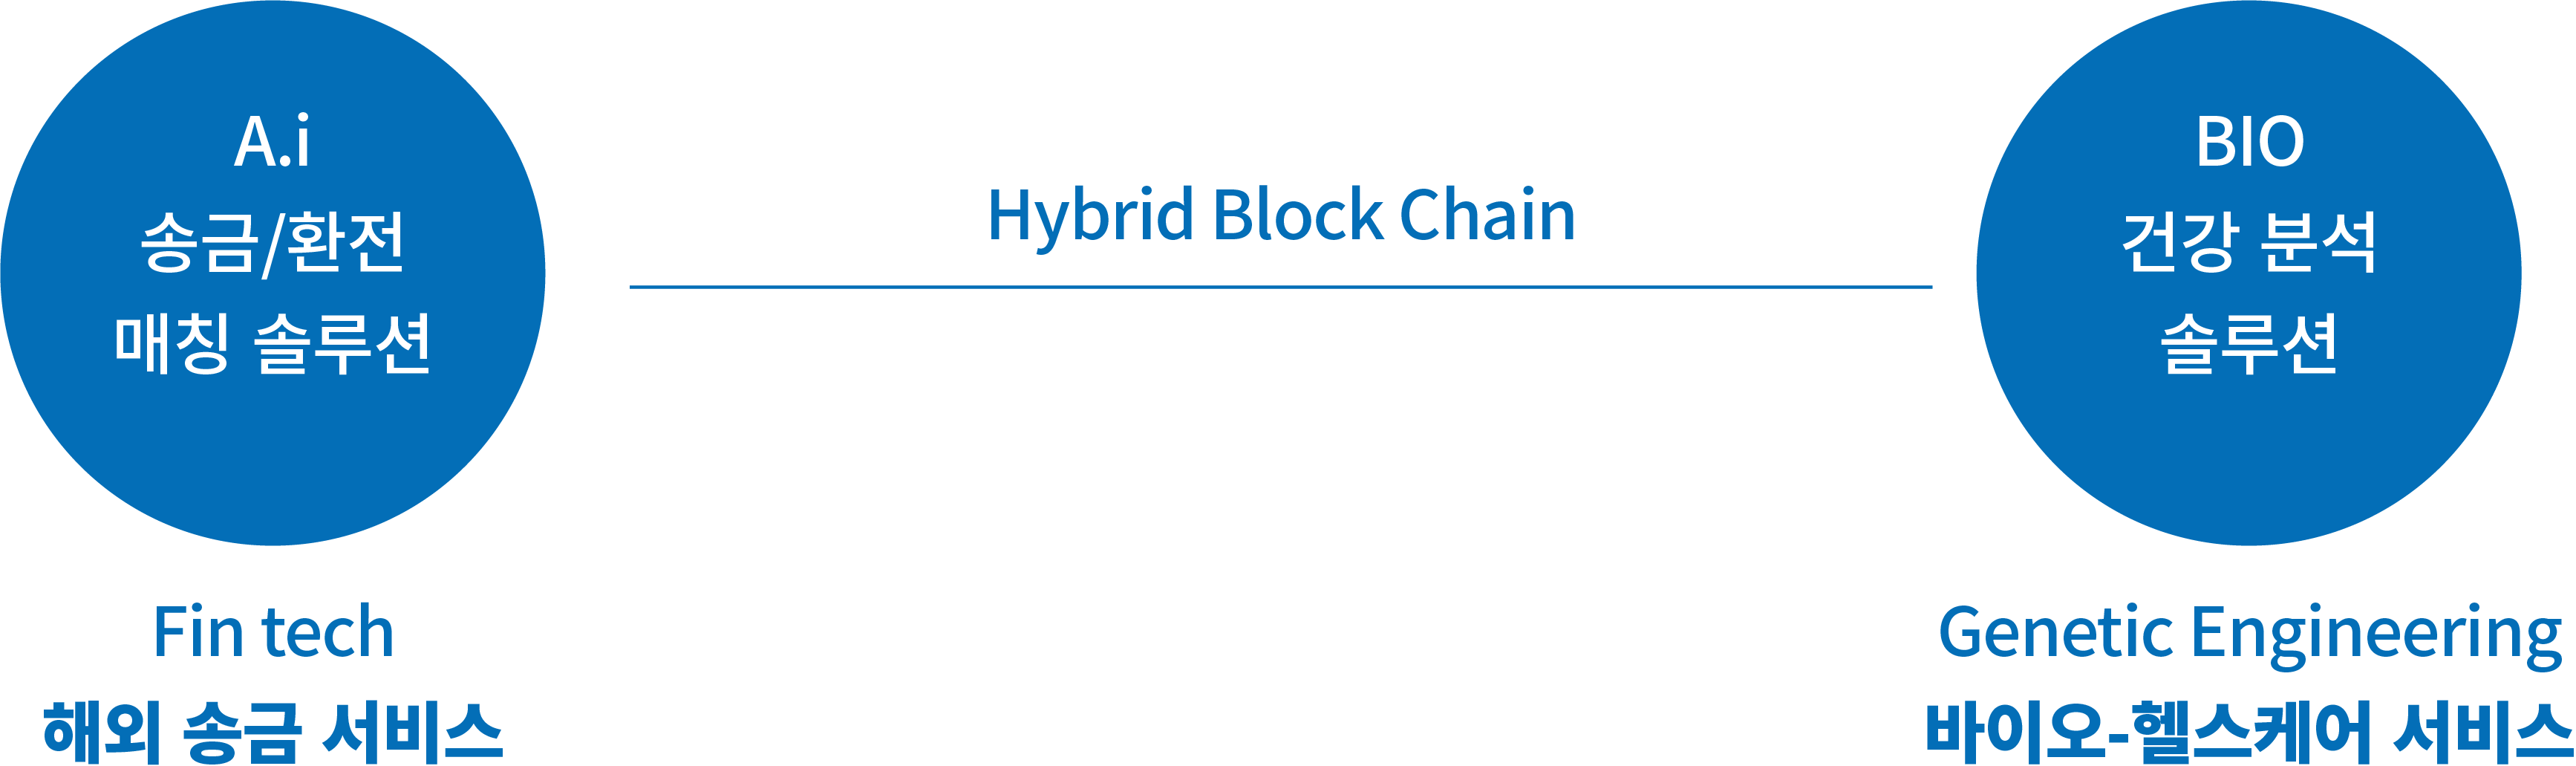 A.i
송금/환전
매칭 솔루션
Fin tech
해외 송금 서비스
Hybrid Block Chain
BIO
건강 분석
솔루션
Genetic Engineering
바이오-헬스케어 서비스